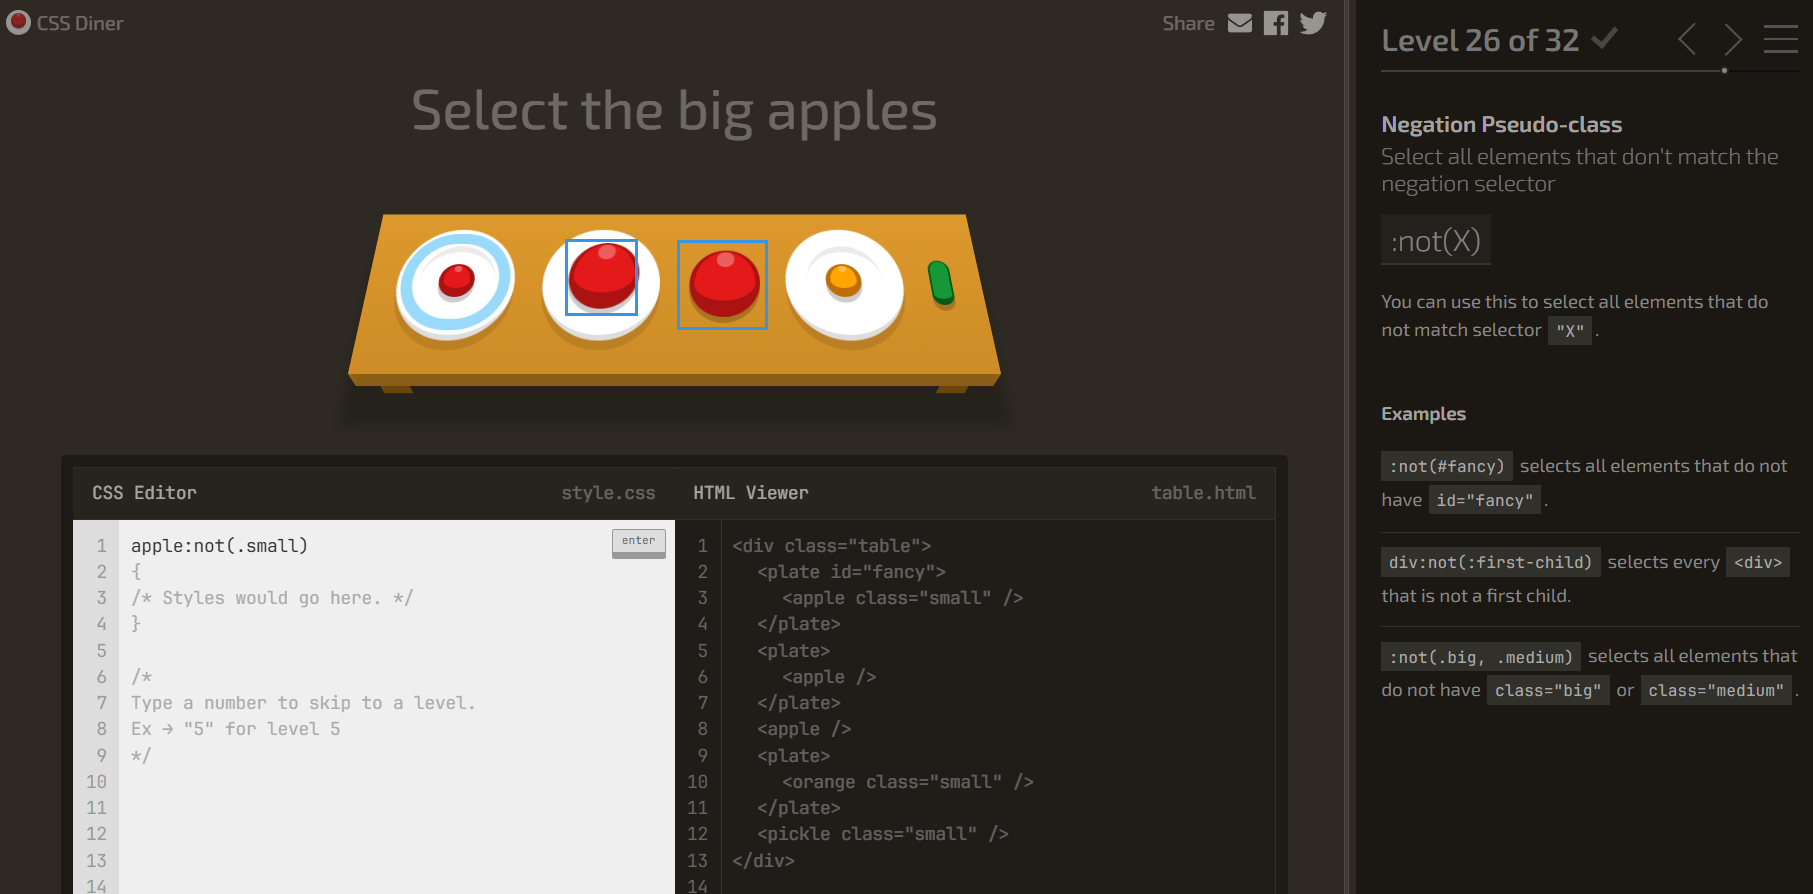 CSS Diner
Share
Select the big apples
CSS Editor style.css
1 apple:not(.small)
enter
2 {
3 /* Styles would go here. */
4 }
5
6 /*
7 Type a number to skip to a level.
8 Ex → "5" for level 5
9 */
10
11
12
13
14
HTML Viewer table.html
1 <div class="table">
2 <plate id="fancy">
3 <apple class="small" />
4 </plate>
5 <plate>
6 <apple />
7 </plate>
8 <apple />
9 <plate>
10 <orange class="small" />
11 </plate>
12 <pickle class="small" />
13 </div>
14
Level 26 of 32
Negation Pseudo-class
Select all elements that don't match the
negation selector
:not(X)
You can use this to select all elements that do
not match selector "X" .
Examples
:not(#fancy) selects all elements that do not
have id="fancy" .
div:not(:first-child) selects every <div>
that is not a first child.
:not(.big, .medium) selects all elements that
do not have class="big" or class="medium" .